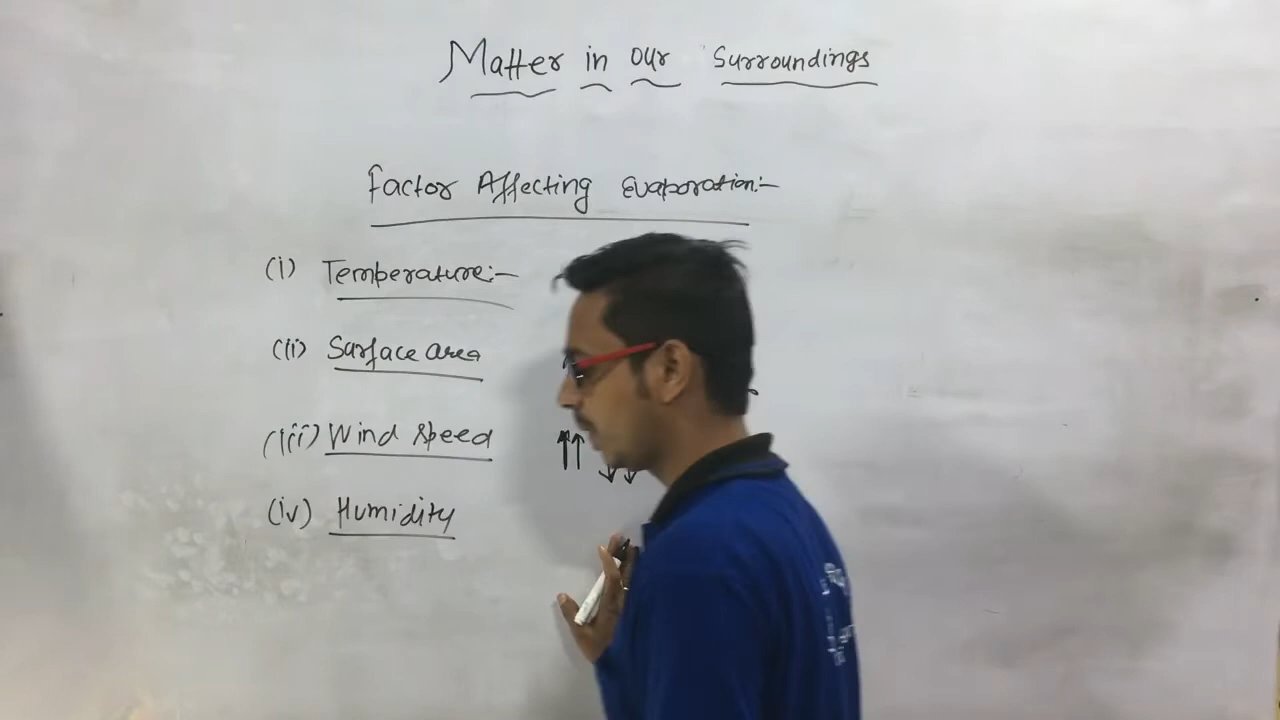 Matter in our Surroundings
Factor Affecting Evaporation:-
(i) Temperature:-
(ii) Surface area
(iii) Wind Speed ↑↑ ↓↓
(iv) Humidity